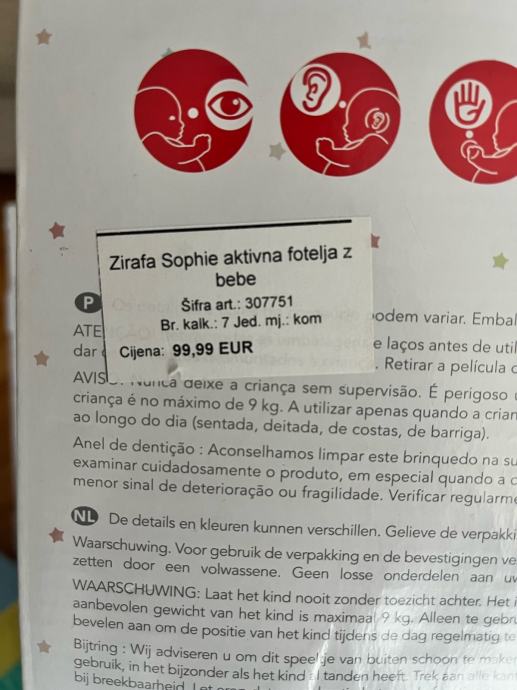 Zirafa Sophie aktivna fotelja z
bebe
Šifra art.: 307751
Br. kalk.: 7 Jed. mj.: kom
Cijena: 99,99 EUR
P
podem variar. Embal
ATE
e laços antes de util
dar
. Retirar a película
AVIS Nunca deixe a criança sem supervisão. É perigoso
criança é no máximo de 9 kg. A utilizar apenas quando a crian
ao longo do dia (sentada, deitada, de costas, de barriga).
Anel de dentição : Aconselhamos limpar este brinquedo na su
examinar cuidadosamente o produto, em especial quando a c
menor sinal de deterioração ou fragilidade. Verificar regularme
NL De details en kleuren kunnen verschillen. Gelieve de verpakki
Waarschuwing. Voor gebruik de verpakking en de bevestigingen ve
zetten door een volwassene. Geen losse onderdelen aan uw
WAARSCHUWING: Laat het kind nooit zonder toezicht achter. Het
aanbevolen gewicht van het kind is maximaal 9 kg. Alleen te gebru
bevelen aan om de positie van het kind tijdens de dag regelmatig te
Bijtring : Wij adviseren u om dit speeltje van buiten schoon te maken
gebruik, in het bijzonder als het kind al tanden heeft. Trek aan alle kant
bij breekbaarheid.